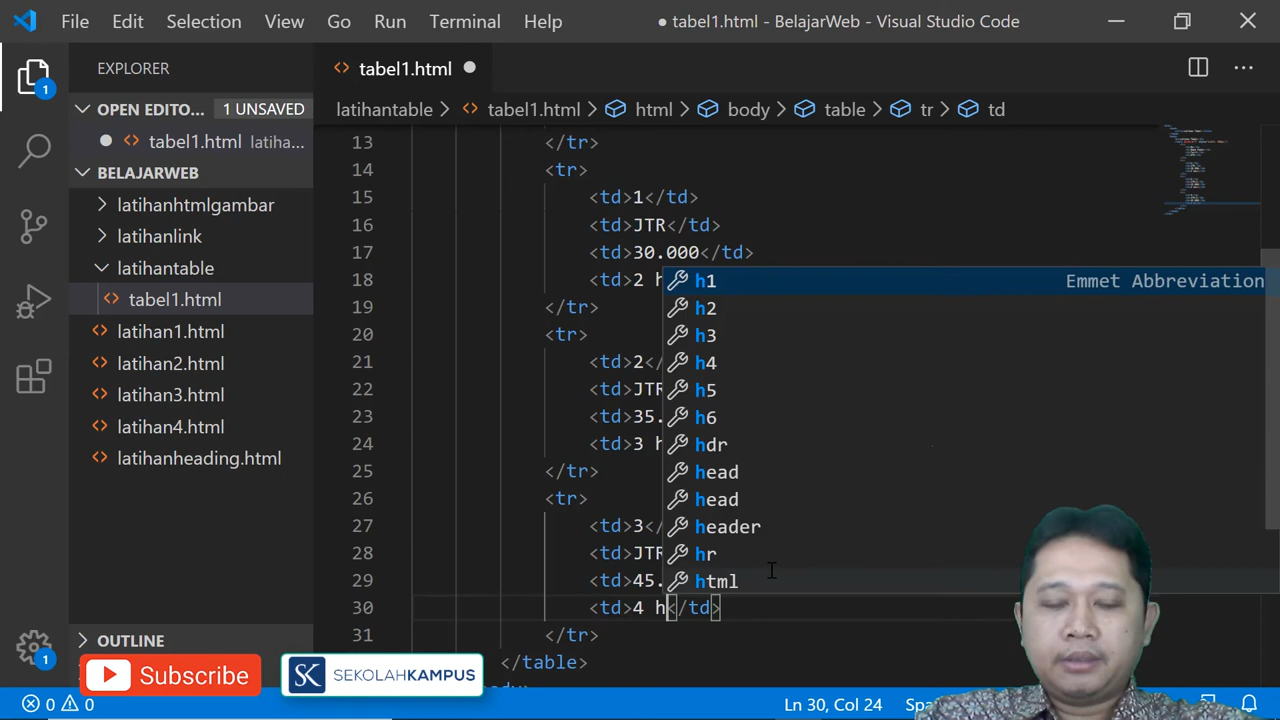 File Edit Selection View Go Run Terminal Help
● tabel1.html - BelajarWeb - Visual Studio Code
EXPLORER
tabel1.html
OPEN EDITO... 1 UNSAVED
tabel1.html latiha...
latihantable > tabel1.html > html > body > table > tr > td
BELAJARWEB
latihanhtmlgambar
latihanlink
latihantable
tabel1.html
latihan1.html
latihan2.html
latihan3.html
latihan4.html
latihanheading.html
OUTLINE
13 </tr>
14 <tr>
15 <td>1</td>
16 <td>JTR</td>
17 <td>30.000</td>
18 <td>2 h
19 </tr>
20 <tr>
21 <td>2</
22 <td>JTR
23 <td>35.
24 <td>3 h
25 </tr>
26 <tr>
27 <td>3</
28 <td>JTR
29 <td>45.
30 <td>4 h</td>
31 </tr>
</table>
h1 Emmet Abbreviation
h2
h3
h4
h5
h6
hdr
head
head
header
hr
html
1
1
Subscribe
SK SEKOLAHKAMPUS
0 0
Ln 30, Col 24